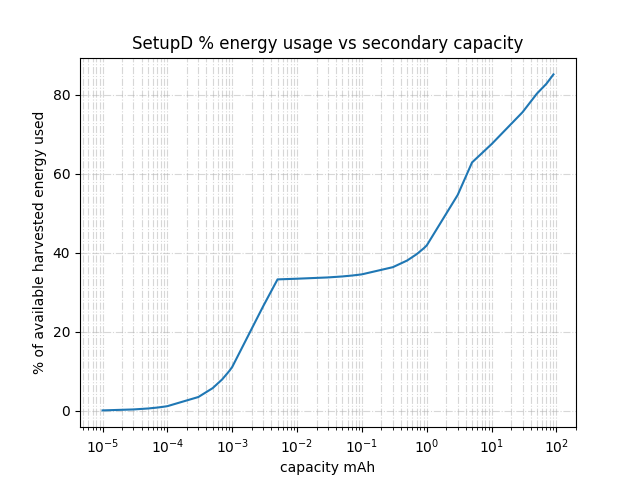 SetupD % energy usage vs secondary capacity
% of available harvested energy used
80
60
40
20
0
10⁻⁵ 10⁻⁴ 10⁻³ 10⁻² 10⁻¹ 10⁰ 10¹ 10²
capacity mAh